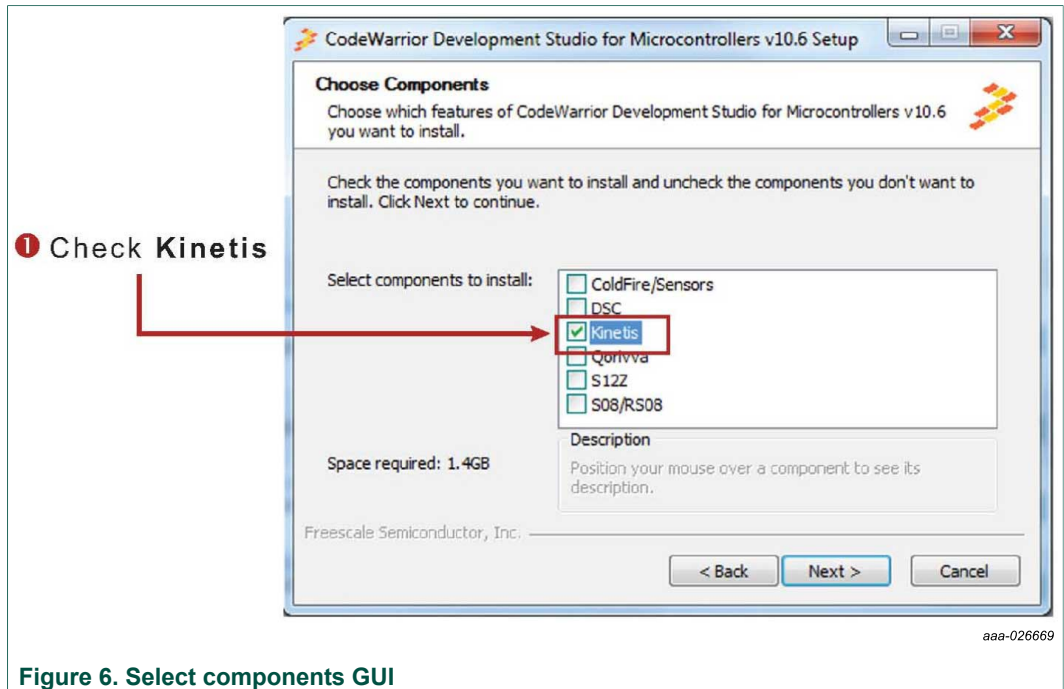 CodeWarrior Development Studio for Microcontrollers v10.6 Setup
Choose Components
Choose which features of CodeWarrior Development Studio for Microcontrollers v10.6
you want to install.
Check the components you want to install and uncheck the components you don't want to
install. Click Next to continue.
❶ Check Kinetis
Select components to install:
ColdFire/Sensors
DSC
Kinetis
Qorivva
S12Z
S08/RS08
Space required: 1.4GB
Description
Position your mouse over a component to see its
description.
Freescale Semiconductor, Inc.
< Back Next > Cancel
aaa-026669
Figure 6. Select components GUI